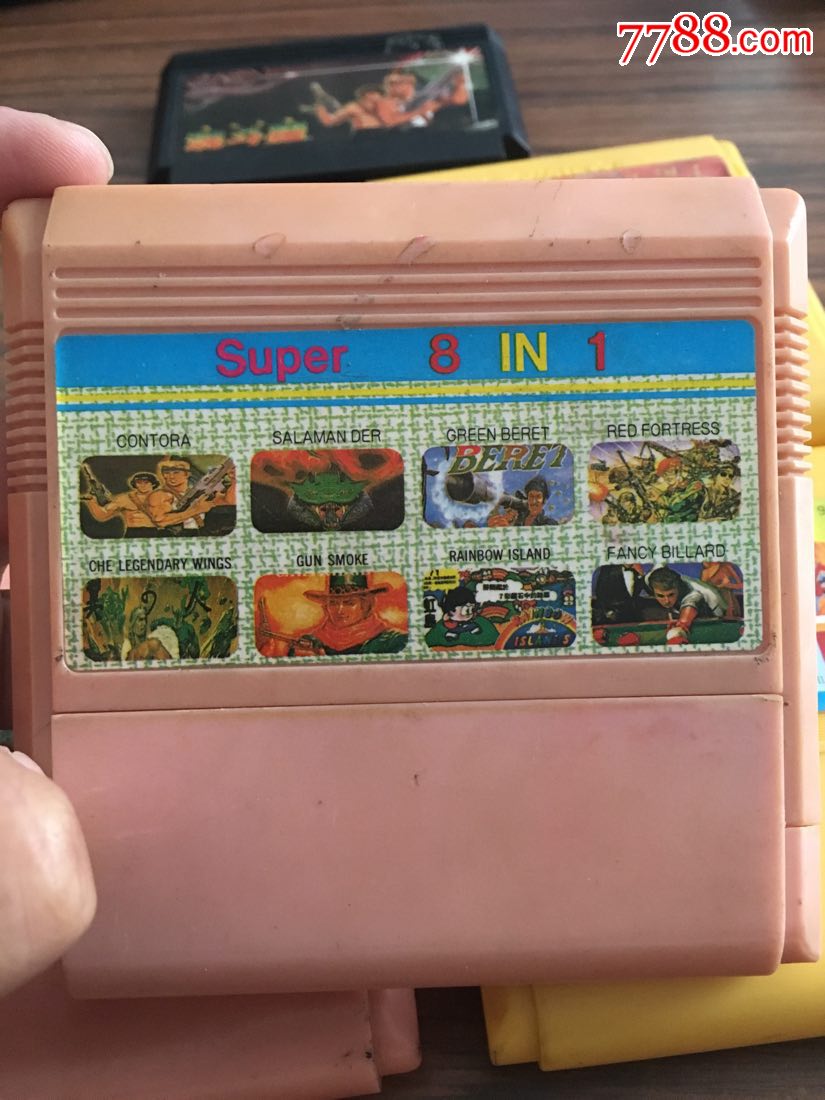 7788.com
Super 8 IN 1
CONTORA SALAMAN DER GREEN BERET RED FORTRESS
BERET
CHE LEGENDARY WINGS GUN SMOKE RAINBOW ISLAND FANCY BILLARD
ISLANDS